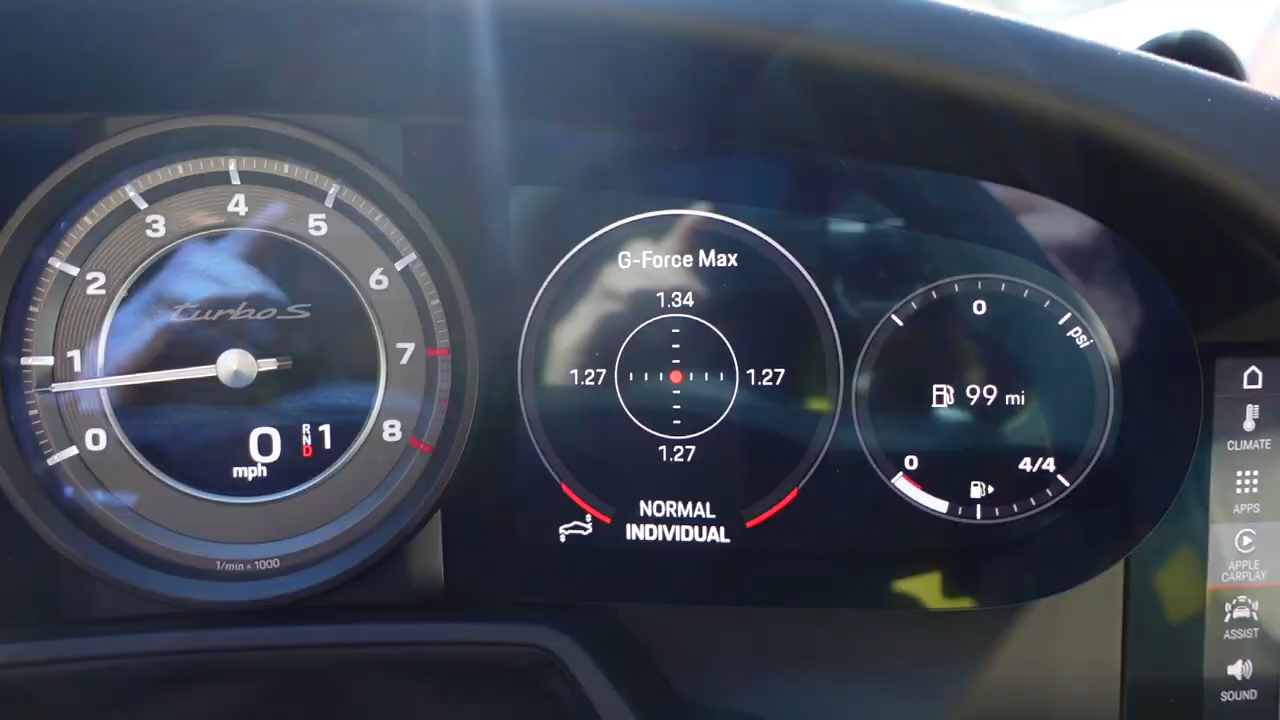 0
1
2
3
4
5
6
7
8
turbo S
0
mph
R
N
D
1
1/min × 1000
G-Force Max
1.34
1.27
1.27
1.27
NORMAL
INDIVIDUAL
0
psi
99 mi
0
4/4
CLIMATE
APPS
APPLE
CARPLAY
ASSIST
SOUND